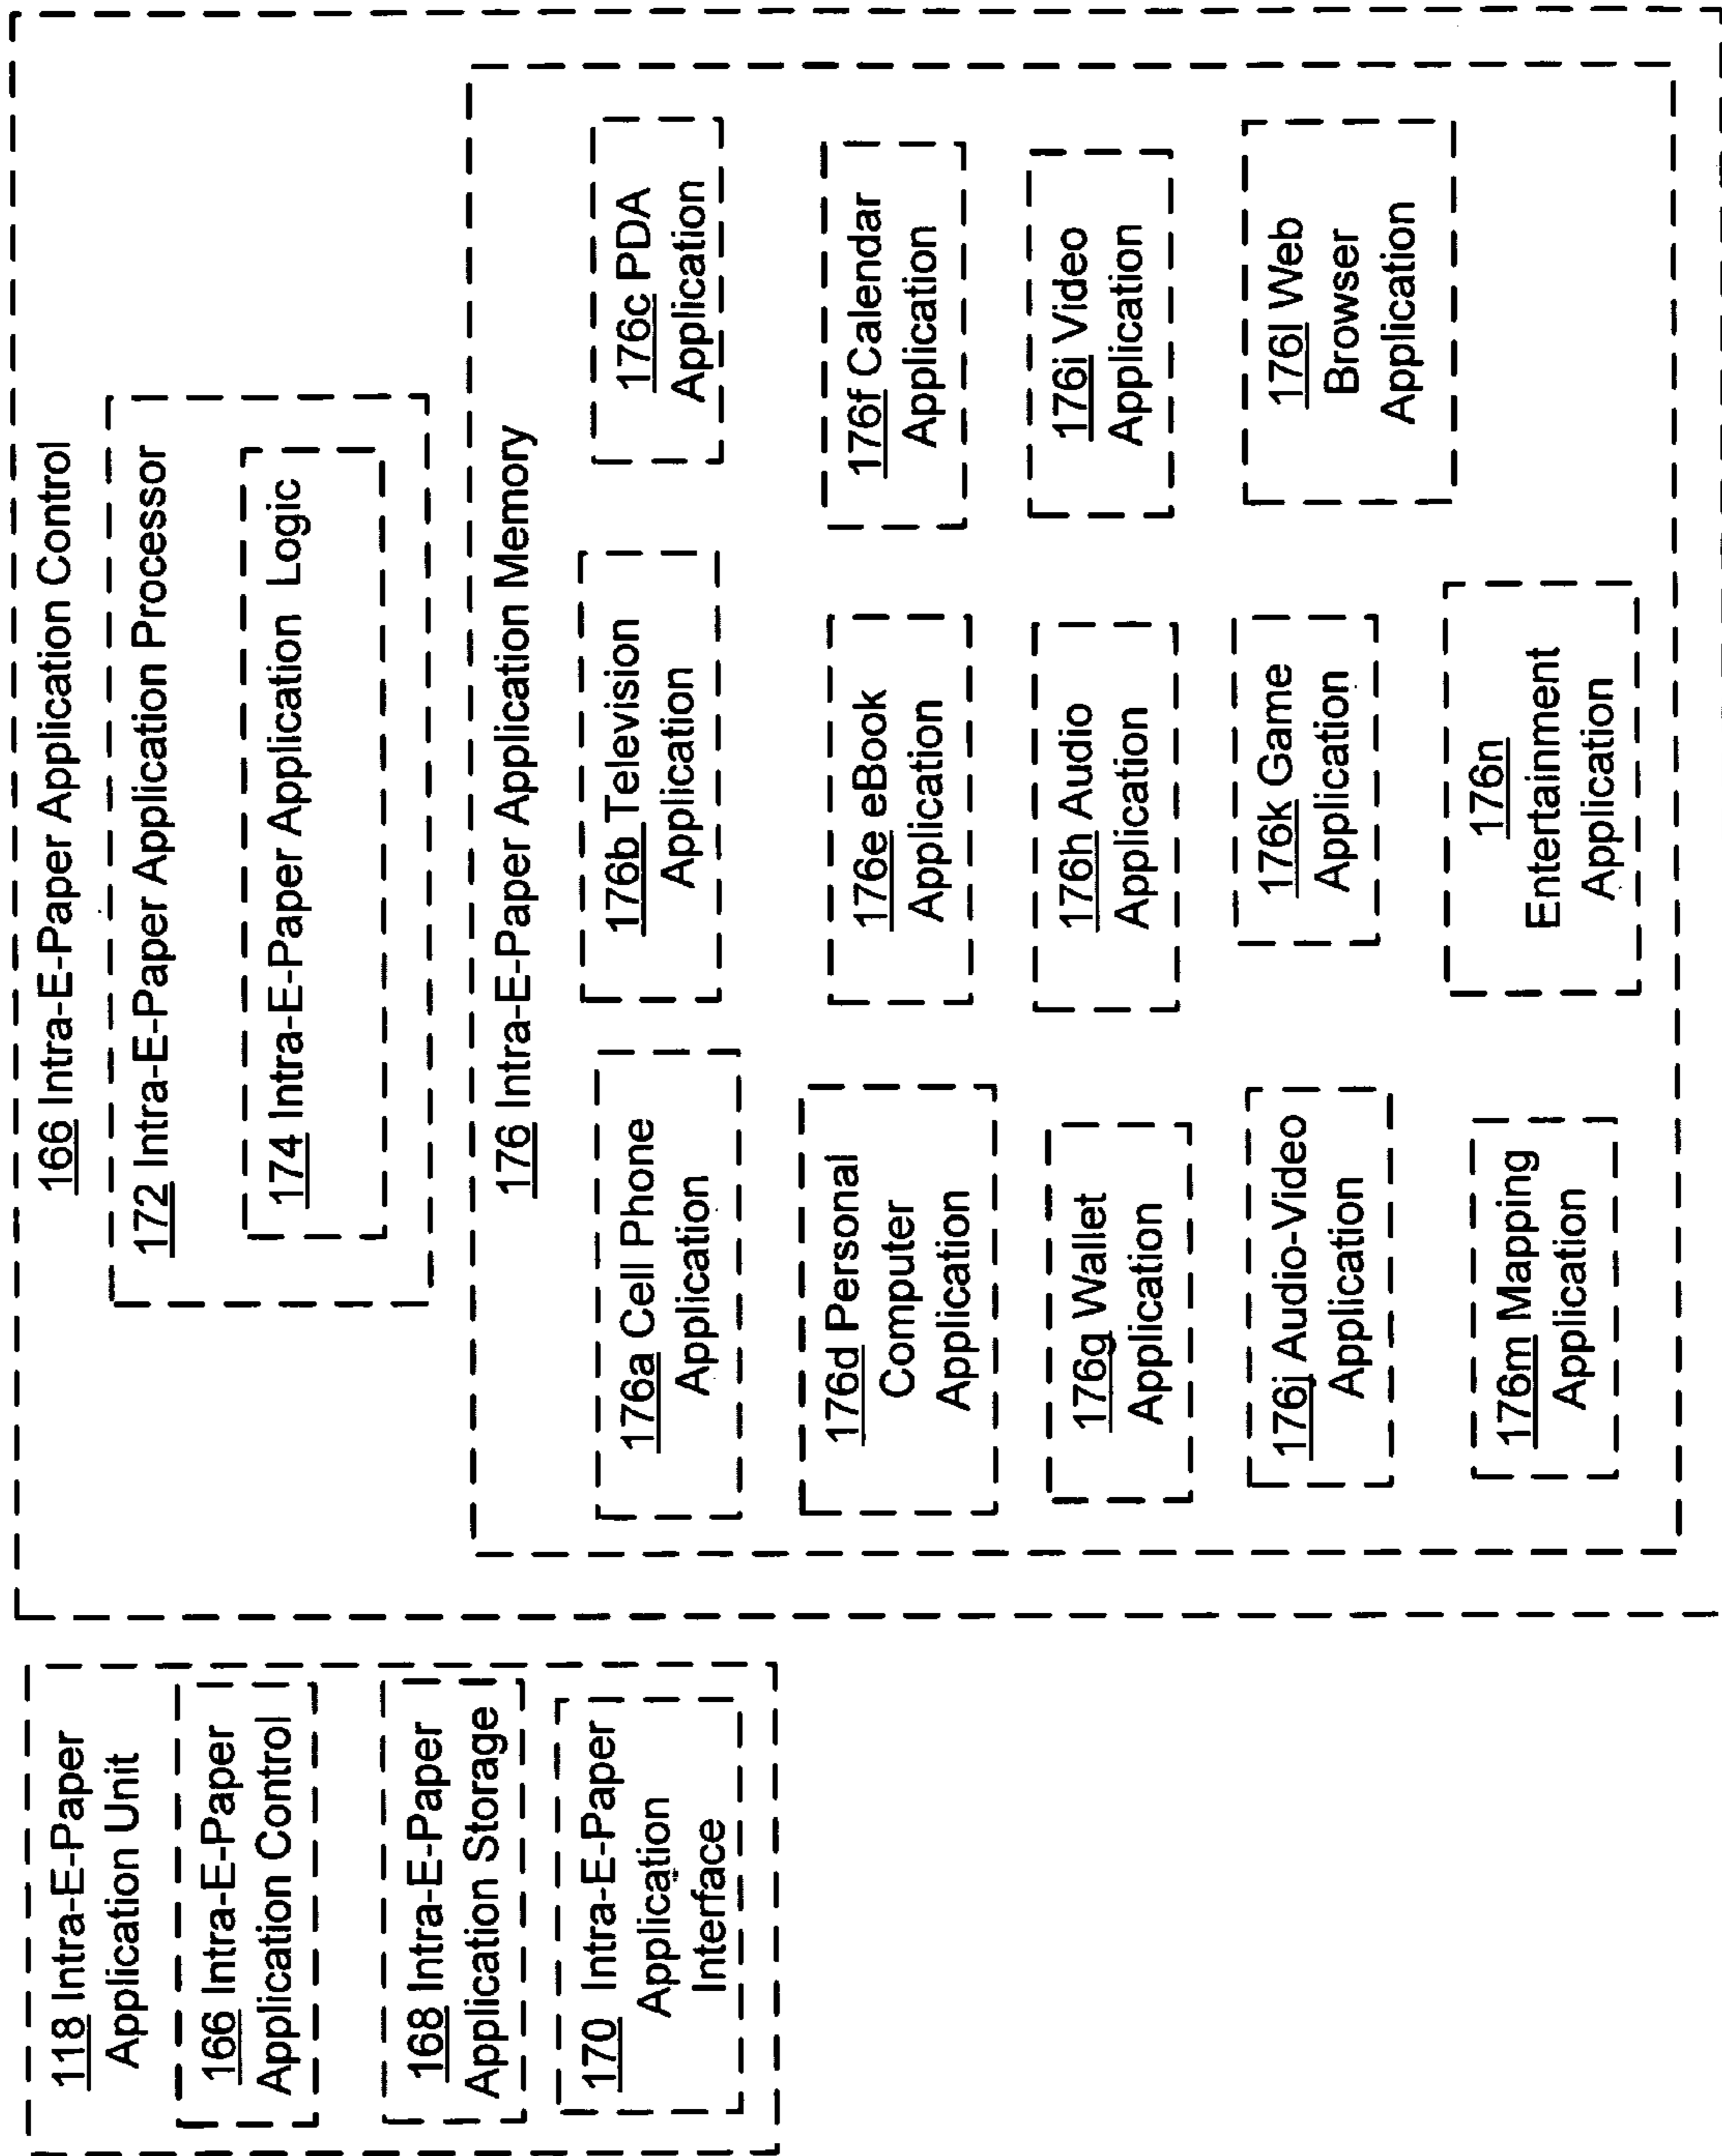 118 Intra-E-Paper
Application Unit
166 Intra-E-Paper
Application Control
168 Intra-E-Paper
Application Storage
170 Intra-E-Paper
Application
Interface
166 Intra-E-Paper Application Control
172 Intra-E-Paper Application Processor
174 Intra-E-Paper Application Logic
176 Intra-E-Paper Application Memory
176a Cell Phone
Application
176b Television
Application
176c PDA
Application
176d Personal
Computer
Application
176e eBook
Application
176f Calendar
Application
176g Wallet
Application
176h Audio
Application
176i Video
Application
176j Audio-Video
Application
176k Game
Application
176l Web
Browser
Application
176m Mapping
Application
176n
Entertainment
Application